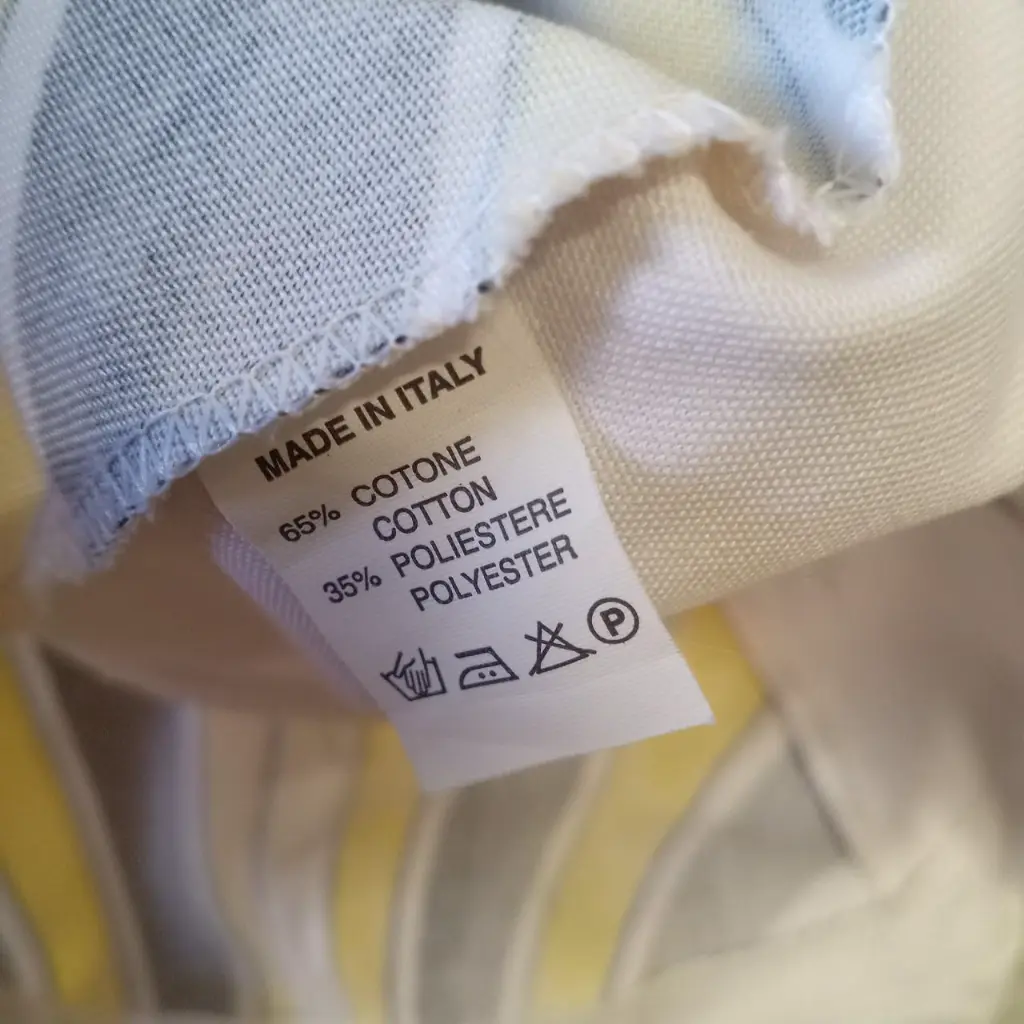 MADE IN ITALY
65% COTONE
COTTON
35% POLIESTERE
POLYESTER
P